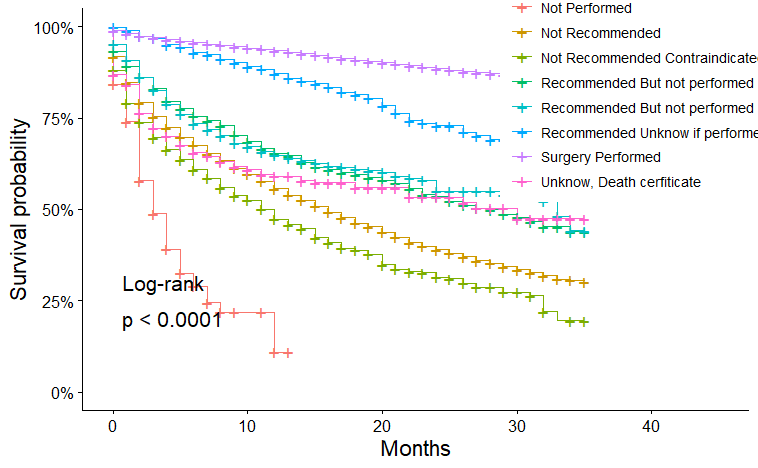 Not Performed
Not Recommended
Not Recommended Contraindicate
Recommended But not performed
Recommended But not performed
Recommended Unknow if performe
Surgery Performed
Unknow, Death cerfiticate
100%
75%
50%
25%
0%
Survival probability
Log-rank
p < 0.0001
0
10
20
30
40
Months